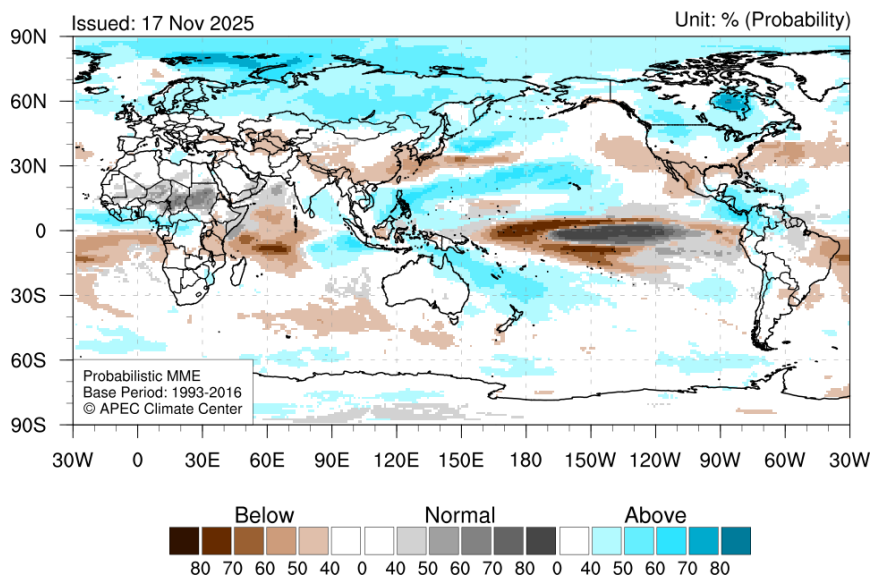 Issued: 17 Nov 2025
Unit: % (Probability)
90N
60N
30N
0
30S
60S
90S
Probabilistic MME
Base Period: 1993-2016
© APEC Climate Center
30W 0 30E 60E 90E 120E 150E 180 150W 120W 90W 60W 30W
Below Normal Above
80 70 60 50 40 0 40 50 60 70 80 0 40 50 60 70 80